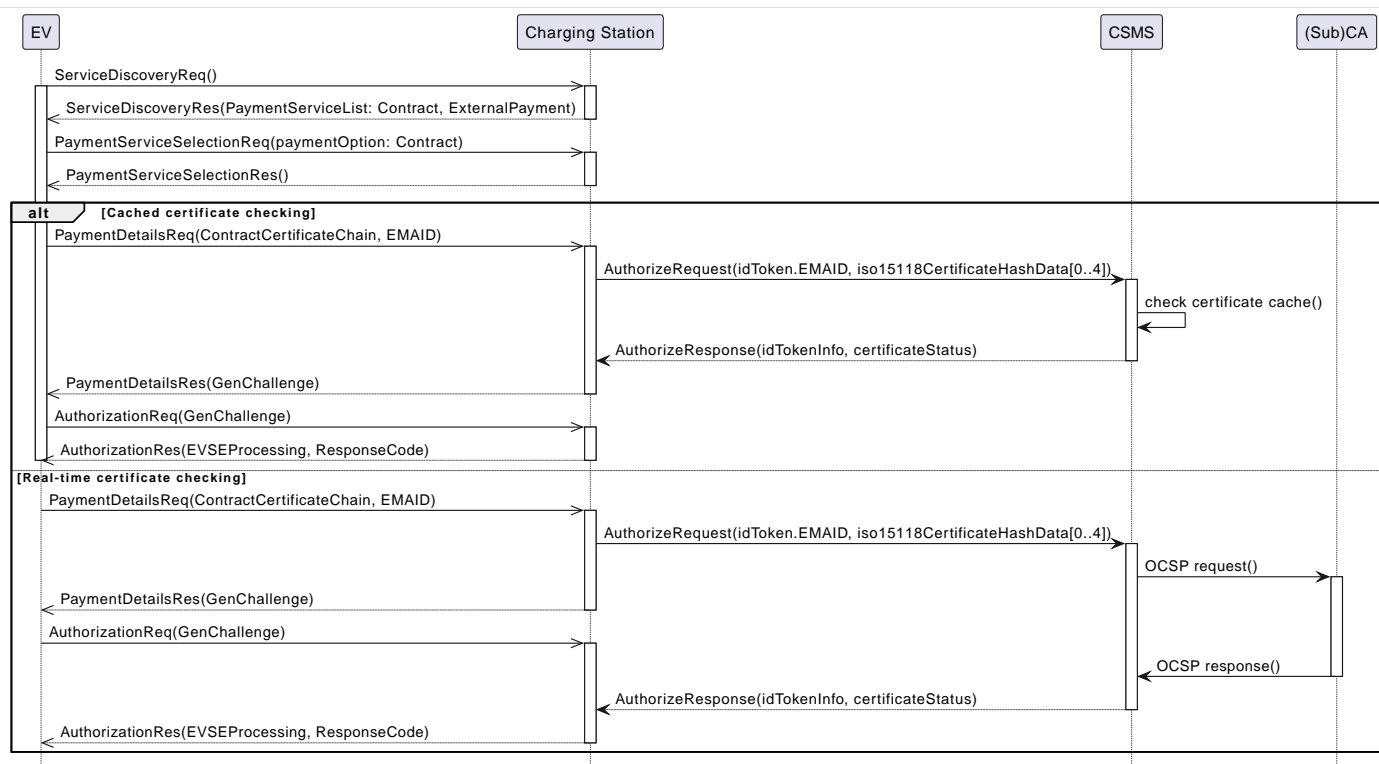 EV Charging Station CSMS (Sub)CA
ServiceDiscoveryReq()
ServiceDiscoveryRes(PaymentServiceList: Contract, ExternalPayment)
PaymentServiceSelectionReq(paymentOption: Contract)
PaymentServiceSelectionRes()
alt [Cached certificate checking]
PaymentDetailsReq(ContractCertificateChain, EMAID)
AuthorizeRequest(idToken.EMAID, iso15118CertificateHashData[0..4])
check certificate cache()
AuthorizeResponse(idTokenInfo, certificateStatus)
PaymentDetailsRes(GenChallenge)
AuthorizationReq(GenChallenge)
AuthorizationRes(EVSEProcessing, ResponseCode)
[Real-time certificate checking]
PaymentDetailsReq(ContractCertificateChain, EMAID)
AuthorizeRequest(idToken.EMAID, iso15118CertificateHashData[0..4])
OCSP request()
PaymentDetailsRes(GenChallenge)
AuthorizationReq(GenChallenge)
OCSP response()
AuthorizeResponse(idTokenInfo, certificateStatus)
AuthorizationRes(EVSEProcessing, ResponseCode)